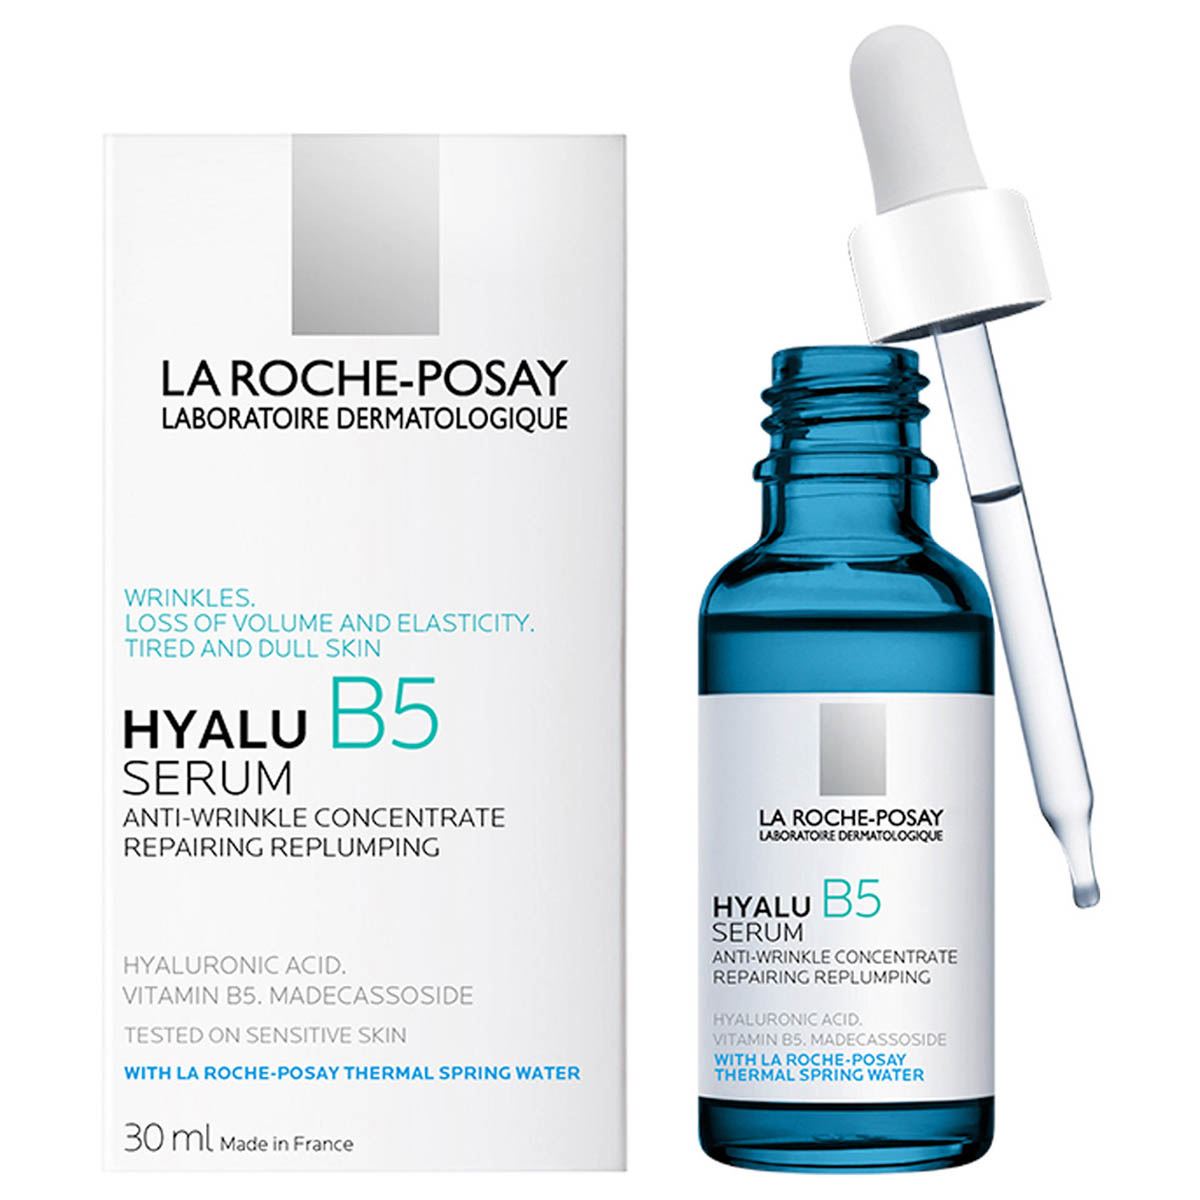 LA ROCHE-POSAY
LABORATOIRE DERMATOLOGIQUE
WRINKLES.
LOSS OF VOLUME AND ELASTICITY.
TIRED AND DULL SKIN
HYALU B5
SERUM
ANTI-WRINKLE CONCENTRATE
REPAIRING REPLUMPING
HYALURONIC ACID.
VITAMIN B5. MADECASSOSIDE
TESTED ON SENSITIVE SKIN
WITH LA ROCHE-POSAY THERMAL SPRING WATER
30 ml Made in France
LA ROCHE-POSAY
LABORATOIRE DERMATOLOGIQUE
HYALU B5
SERUM
ANTI-WRINKLE CONCENTRATE
REPAIRING REPLUMPING
HYALURONIC ACID.
VITAMIN B5. MADECASSOSIDE
WITH LA ROCHE-POSAY
THERMAL SPRING WATER